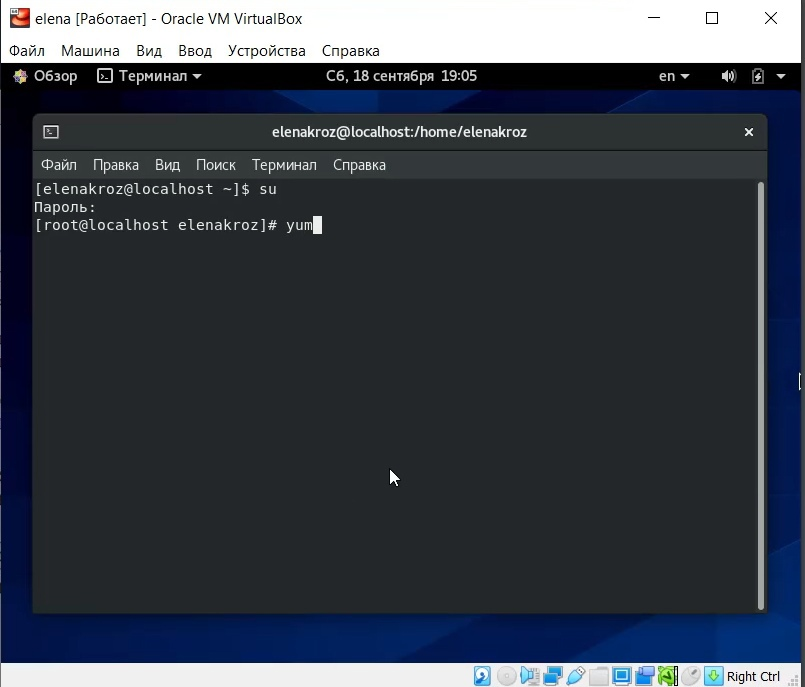 elena [Работает] - Oracle VM VirtualBox
Файл Машина Вид Ввод Устройства Справка
Обзор Терминал Сб, 18 сентября 19:05 en
elenakroz@localhost:/home/elenakroz
Файл Правка Вид Поиск Терминал Справка
[elenakroz@localhost ~]$ su
Пароль:
[root@localhost elenakroz]# yum
Right Ctrl